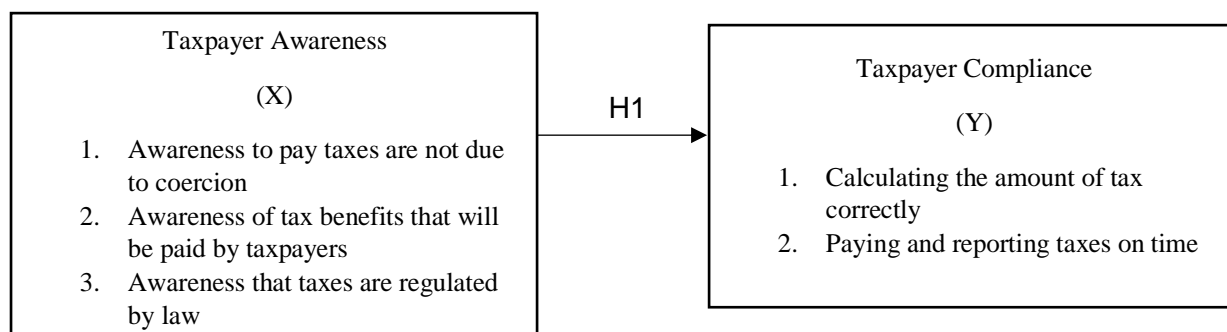 Taxpayer Awareness
(X)
1. Awareness to pay taxes are not due
to coercion
2. Awareness of tax benefits that will
be paid by taxpayers
3. Awareness that taxes are regulated
by law
H1
Taxpayer Compliance
(Y)
1. Calculating the amount of tax
correctly
2. Paying and reporting taxes on time